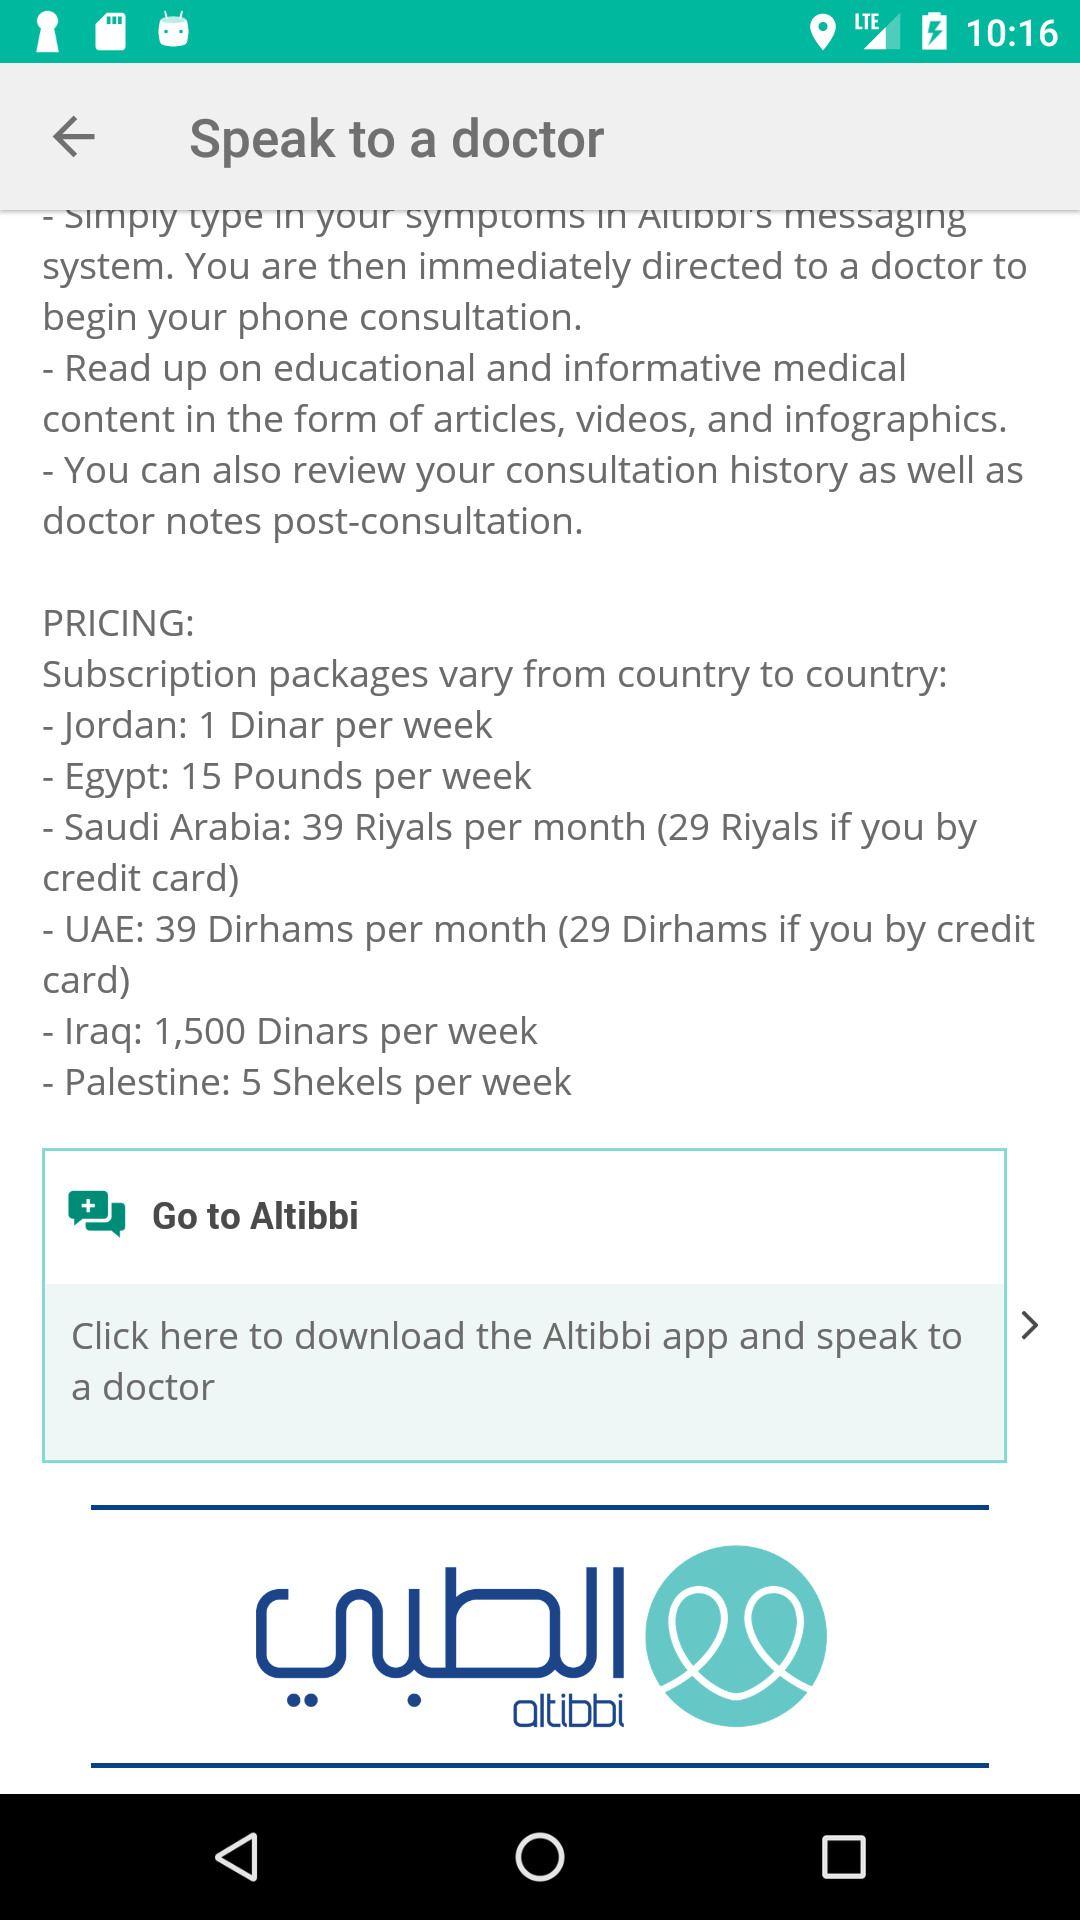 LTE 10:16
Speak to a doctor
- Simply type in your symptoms in Altibbi's messaging
system. You are then immediately directed to a doctor to
begin your phone consultation.
- Read up on educational and informative medical
content in the form of articles, videos, and infographics.
- You can also review your consultation history as well as
doctor notes post-consultation.
PRICING:
Subscription packages vary from country to country:
- Jordan: 1 Dinar per week
- Egypt: 15 Pounds per week
- Saudi Arabia: 39 Riyals per month (29 Riyals if you by
credit card)
- UAE: 39 Dirhams per month (29 Dirhams if you by credit
card)
- Iraq: 1,500 Dinars per week
- Palestine: 5 Shekels per week
Go to Altibbi
Click here to download the Altibbi app and speak to
a doctor
الطبي
altibbi